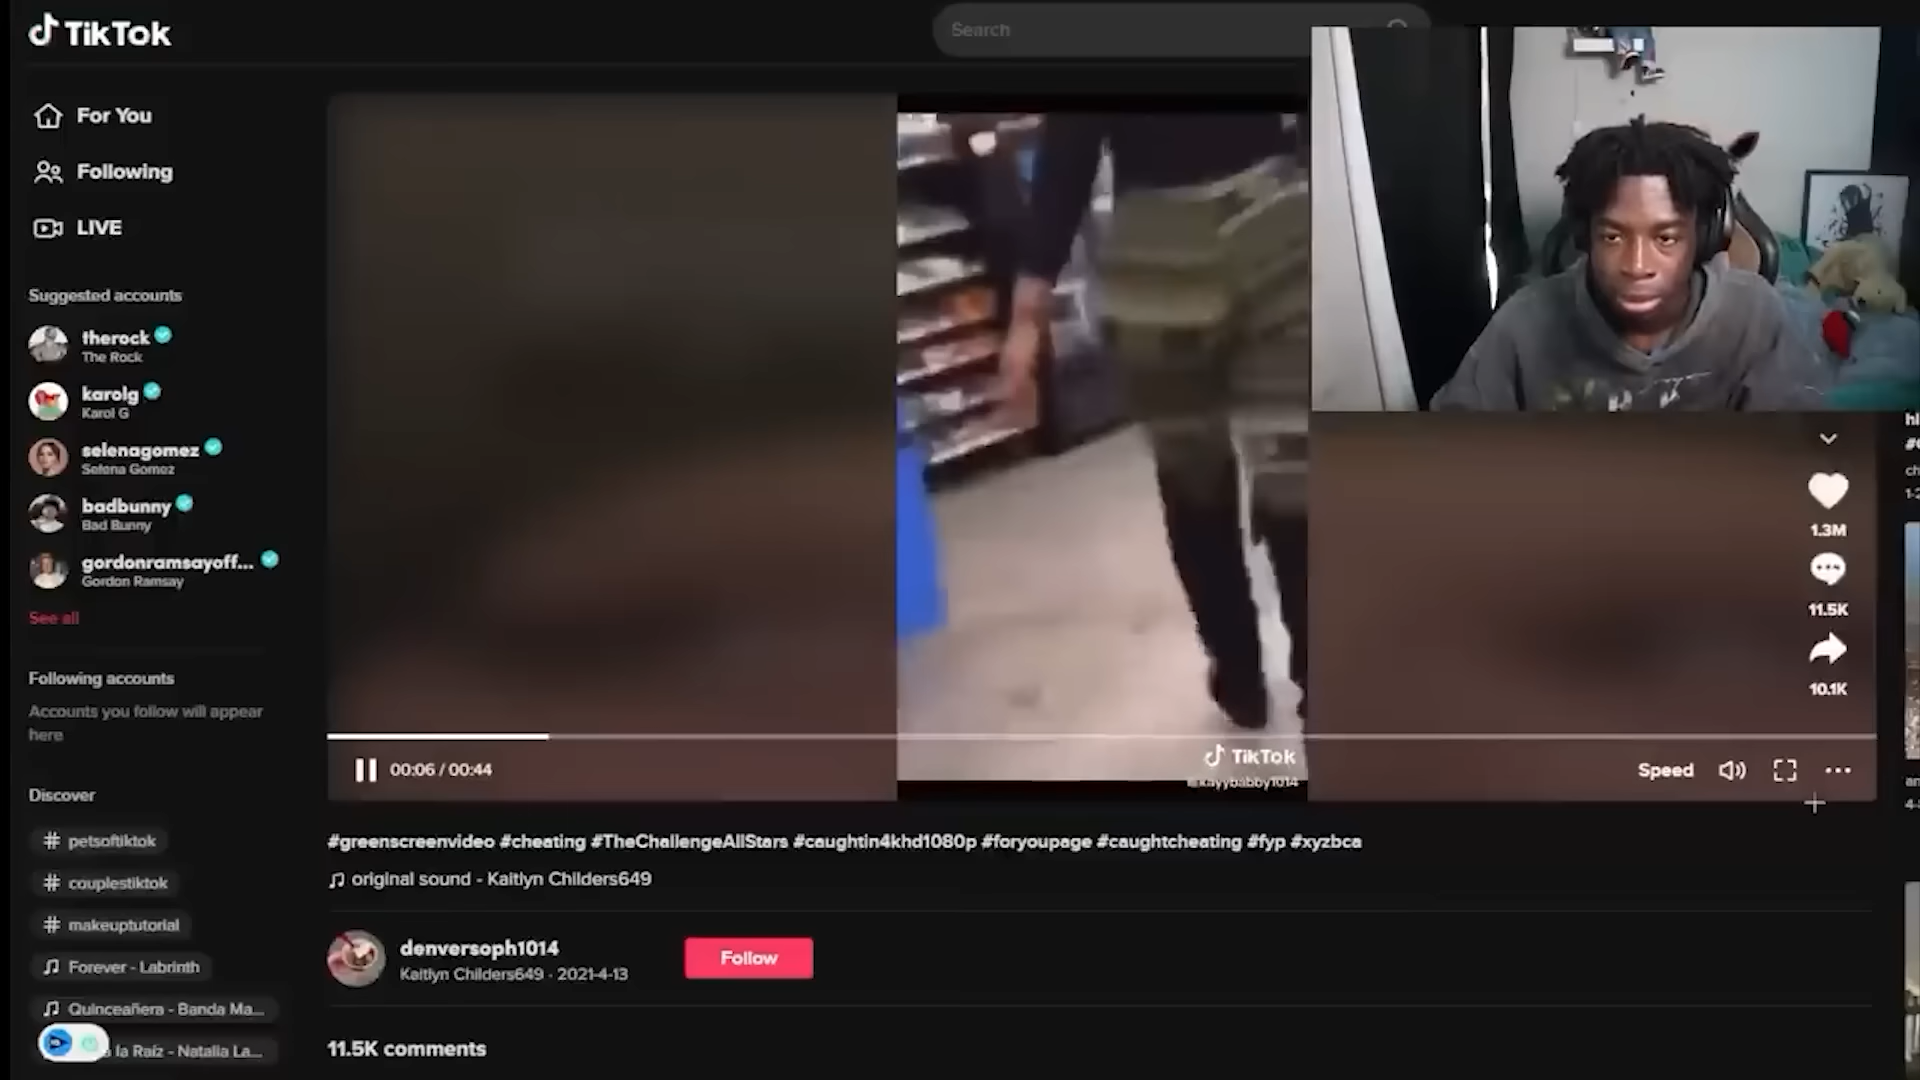 TikTok
Search
For You
Following
LIVE
Suggested accounts
therock
The Rock
karolg
Karol G
selenagomez
Selena Gomez
badbunny
Bad Bunny
gordonramsayoff...
Gordon Ramsay
See all
Following accounts
Accounts you follow will appear
here
Discover
# petsoftiktok
# couplestiktok
# makeuptutorial
Forever - Labrinth
Quinceañera - Banda Ma...
la Raíz - Natalia La...
1.3M
11.5K
10.1K
TikTok
@kayybabby1014
00:06 / 00:44
Speed
#greenscreenvideo #cheating #TheChallengeAllStars #caughtin4khd1080p #foryoupage #caughtcheating #fyp #xyzbca
original sound - Kaitlyn Childers649
denversoph1014
Kaitlyn Childers649 · 2021-4-13
Follow
11.5K comments